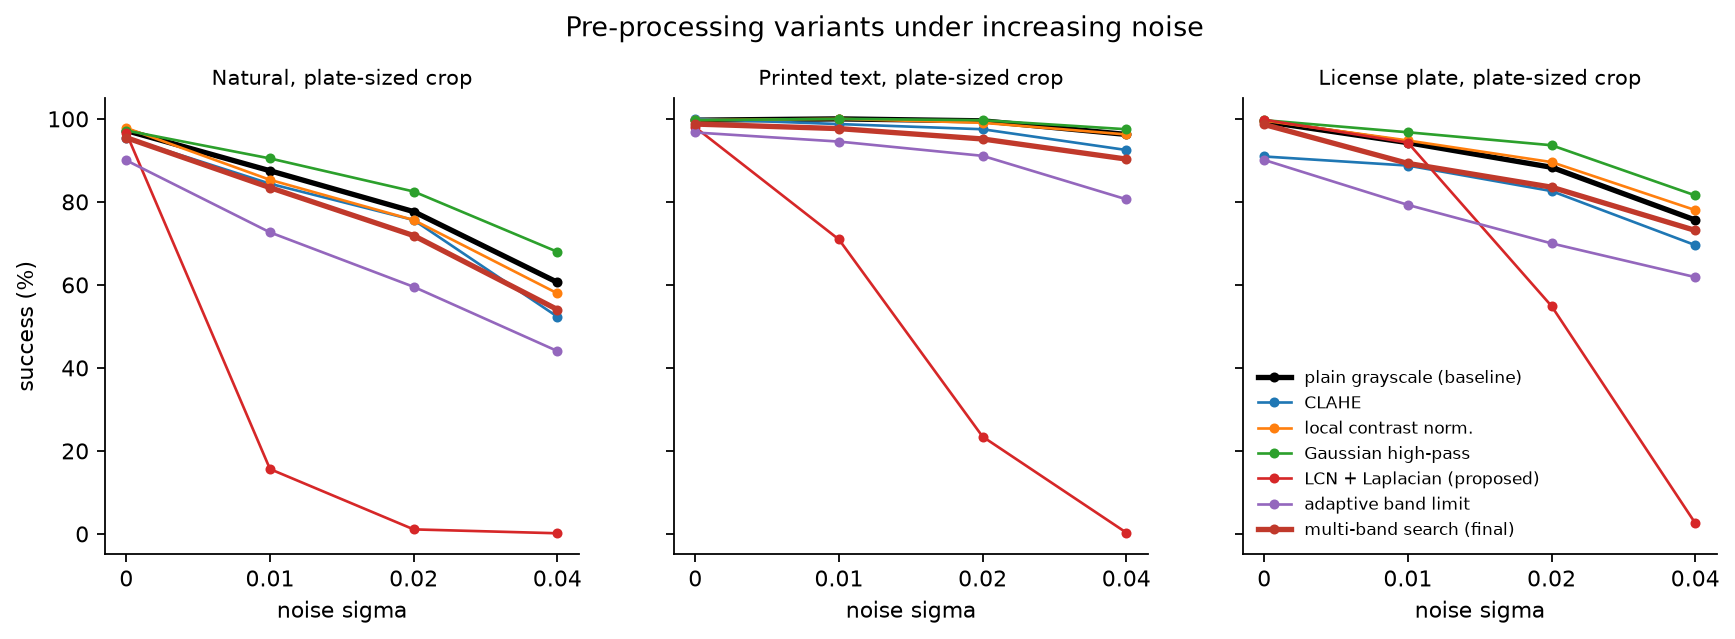 Pre-processing variants under increasing noise
Natural, plate-sized crop
Printed text, plate-sized crop
License plate, plate-sized crop
success (%)
100
80
60
40
20
0
0 0.01 0.02 0.04
noise sigma
0 0.01 0.02 0.04
noise sigma
plain grayscale (baseline)
CLAHE
local contrast norm.
Gaussian high-pass
LCN + Laplacian (proposed)
adaptive band limit
multi-band search (final)
0 0.01 0.02 0.04
noise sigma